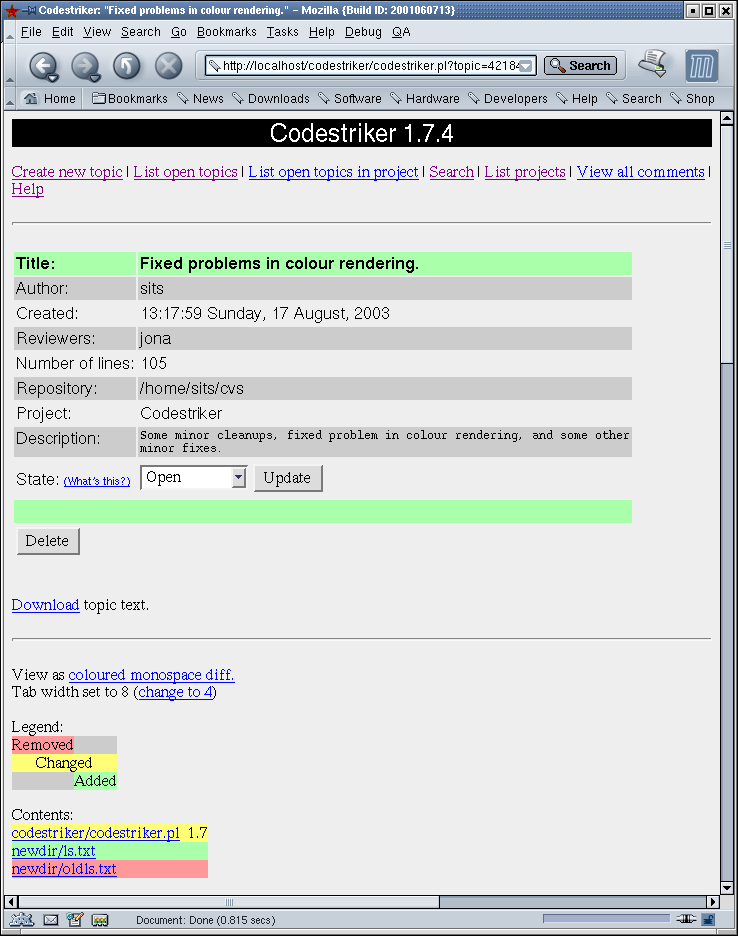 Codestriker: "Fixed problems in colour rendering." - Mozilla {Build ID: 2001060713}
File Edit View Search Go Bookmarks Tasks Help Debug QA
http://localhost/codestriker/codestriker.pl?topic=42184 Search
Home Bookmarks News Downloads Software Hardware Developers Help Search Shop
Codestriker 1.7.4
Create new topic | List open topics | List open topics in project | Search | List projects | View all comments |
Help
Title: Fixed problems in colour rendering.
Author: sits
Created: 13:17:59 Sunday, 17 August, 2003
Reviewers: jona
Number of lines: 105
Repository: /home/sits/cvs
Project: Codestriker
Description: Some minor cleanups, fixed problem in colour rendering, and some other
minor fixes.
State: (What's this?) Open Update
Delete
Download topic text.
View as coloured monospace diff.
Tab width set to 8 (change to 4)
Legend:
Removed
Changed
Added
Contents:
codestriker/codestriker.pl 1.7
newdir/ls.txt
newdir/oldls.txt
Document: Done (0.815 secs)